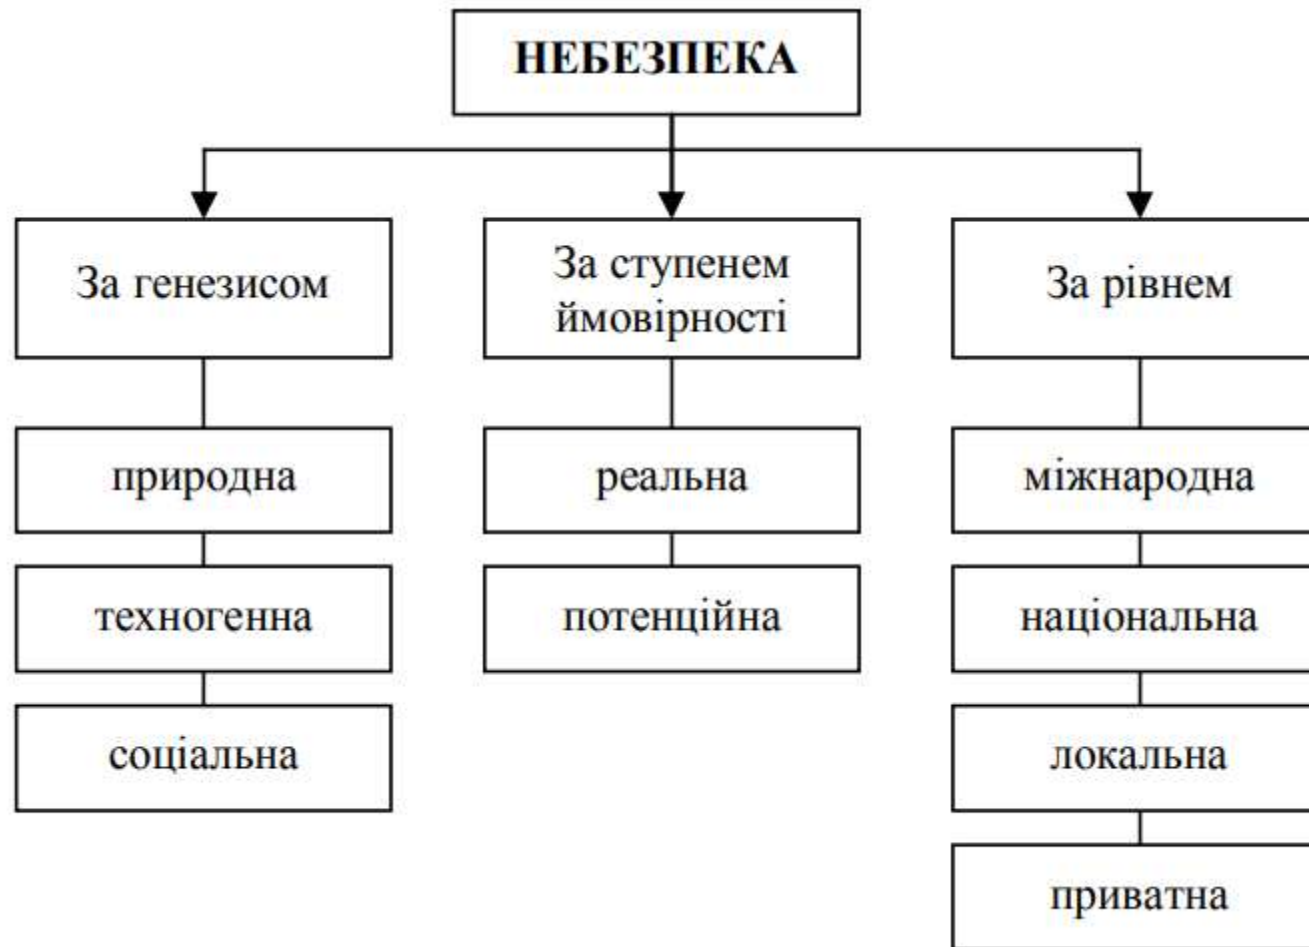 НЕБЕЗПЕКА
За генезисом
природна
техногенна
соціальна
За ступенем
ймовірності
реальна
потенційна
За рівнем
міжнародна
національна
локальна
приватна